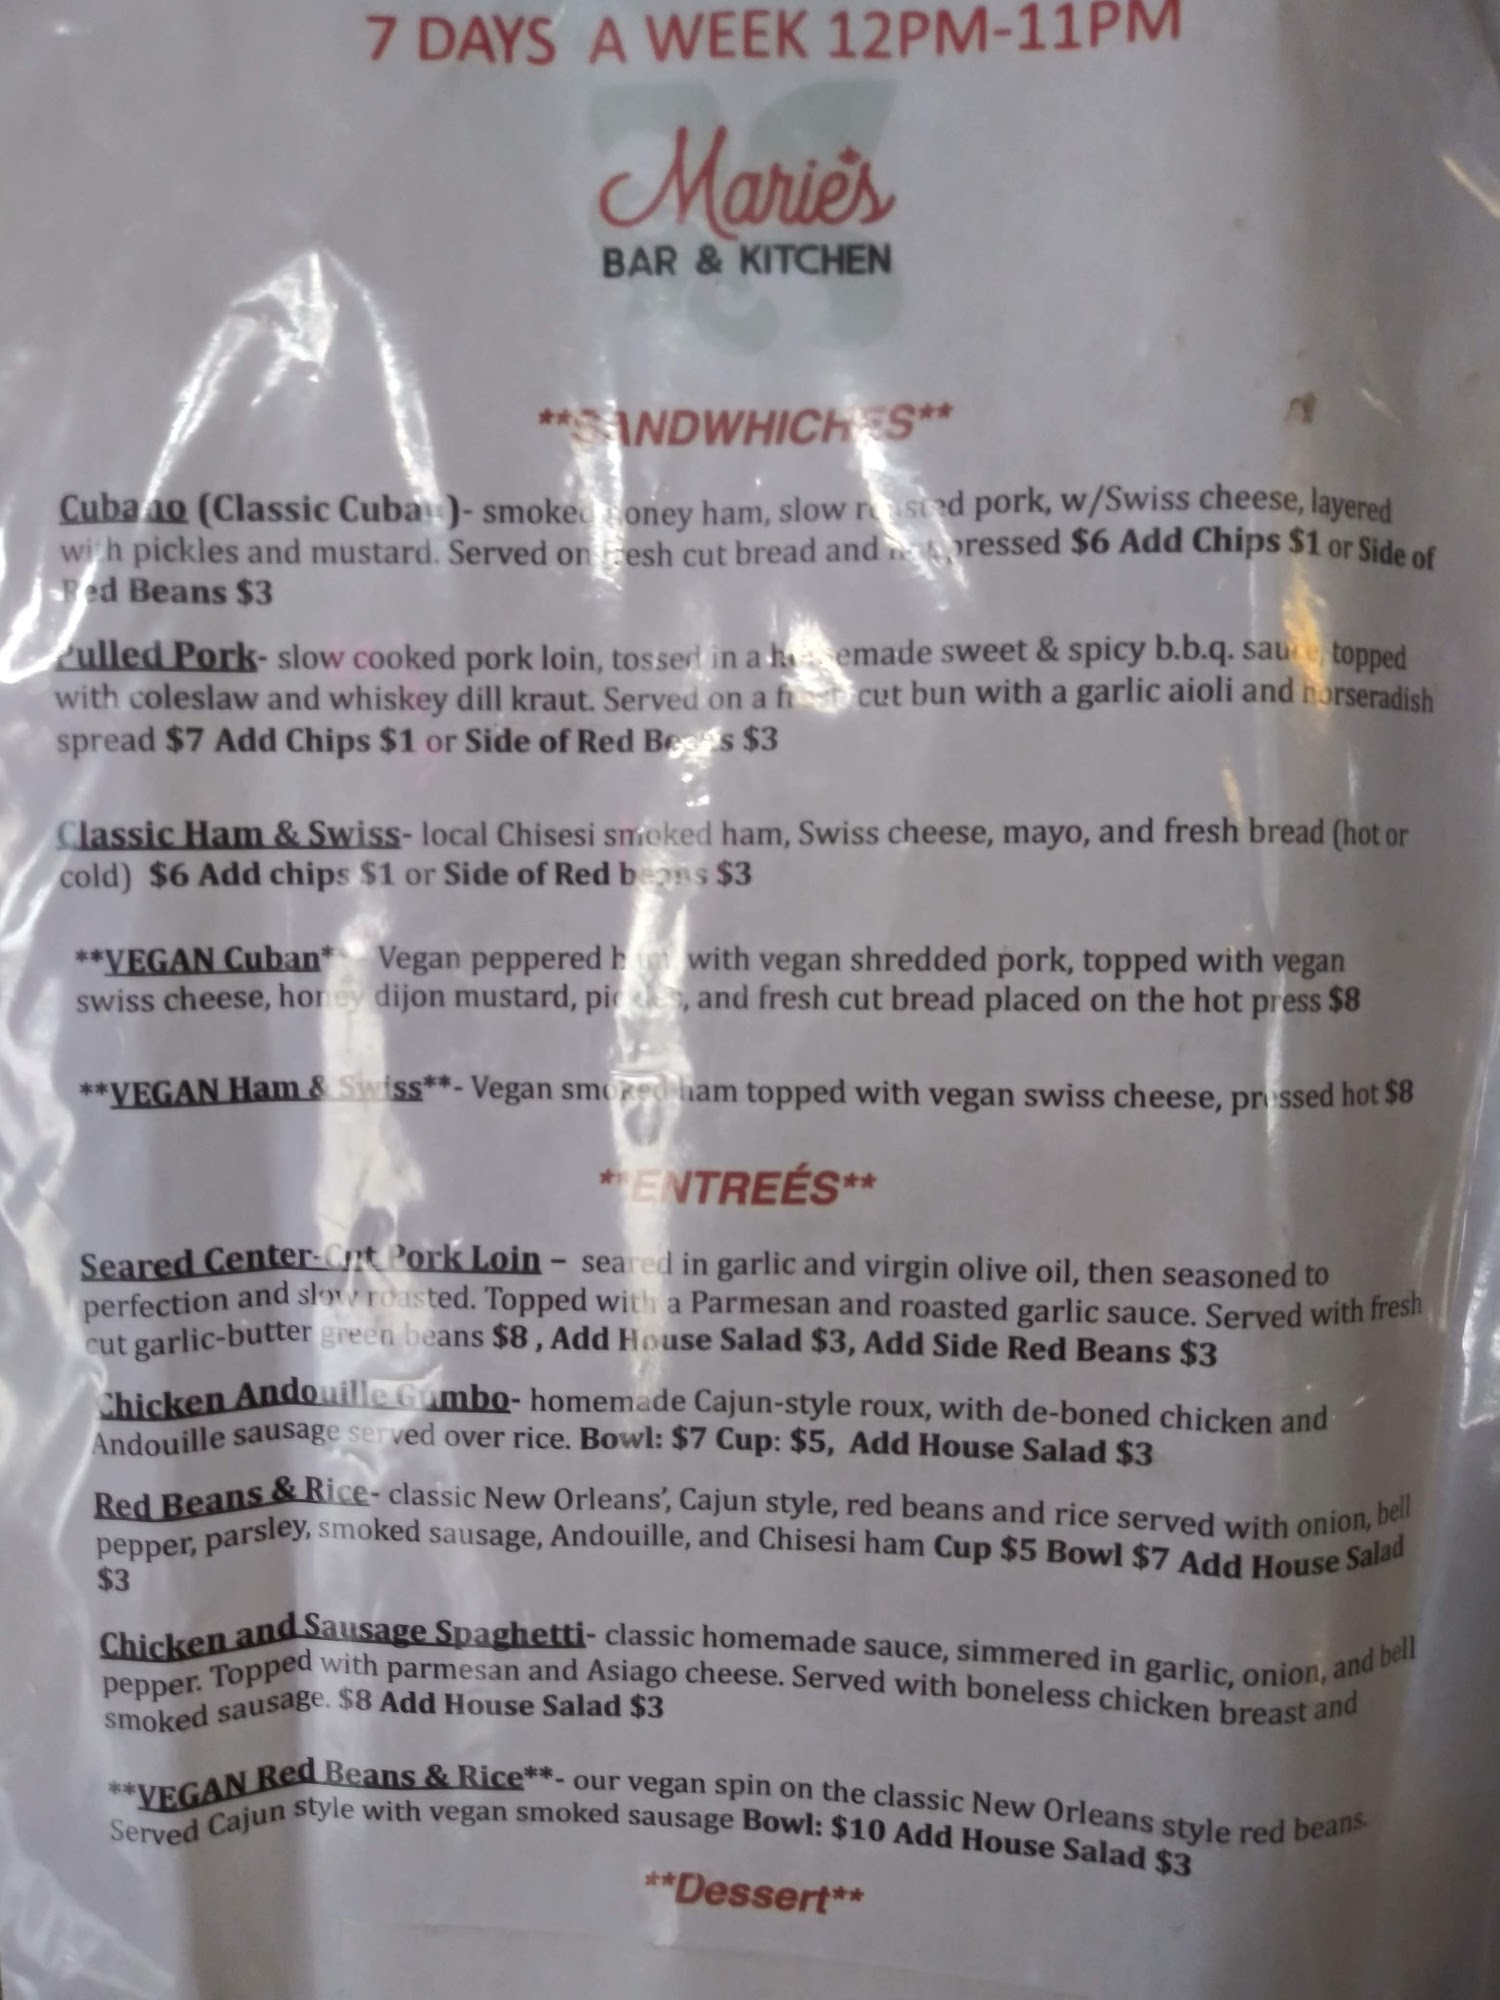 7 DAYS A WEEK 12PM-11PM
Marie's
BAR & KITCHEN
**SANDWHICHES**
Cubano (Classic Cuban)- smoked honey ham, slow roasted pork, w/Swiss cheese, layered
with pickles and mustard. Served on fresh cut bread and hot pressed $6 Add Chips $1 or Side of
Red Beans $3
Pulled Pork- slow cooked pork loin, tossed in a homemade sweet & spicy b.b.q. sauce, topped
with coleslaw and whiskey dill kraut. Served on a fresh cut bun with a garlic aioli and horseradish
spread $7 Add Chips $1 or Side of Red Beans $3
Classic Ham & Swiss- local Chisesi smoked ham, Swiss cheese, mayo, and fresh bread (hot or
cold) $6 Add chips $1 or Side of Red beans $3
**VEGAN Cuban** Vegan peppered ham with vegan shredded pork, topped with vegan
swiss cheese, honey dijon mustard, pickles, and fresh cut bread placed on the hot press $8
**VEGAN Ham & Swiss**- Vegan smoked ham topped with vegan swiss cheese, pressed hot $8
**ENTREÉS**
Seared Center-Cut Pork Loin – seared in garlic and virgin olive oil, then seasoned to
perfection and slow roasted. Topped with a Parmesan and roasted garlic sauce. Served with fresh
cut garlic-butter green beans $8 , Add House Salad $3, Add Side Red Beans $3
Chicken Andouille Gumbo- homemade Cajun-style roux, with de-boned chicken and
Andouille sausage served over rice. Bowl: $7 Cup: $5, Add House Salad $3
Red Beans & Rice- classic New Orleans', Cajun style, red beans and rice served with onion, bell
pepper, parsley, smoked sausage, Andouille, and Chisesi ham Cup $5 Bowl $7 Add House Salad
$3
Chicken and Sausage Spaghetti- classic homemade sauce, simmered in garlic, onion, and bell
pepper. Topped with parmesan and Asiago cheese. Served with boneless chicken breast and
smoked sausage. $8 Add House Salad $3
**VEGAN Red Beans & Rice**- our vegan spin on the classic New Orleans style red beans.
Served Cajun style with vegan smoked sausage Bowl: $10 Add House Salad $3
**Dessert**